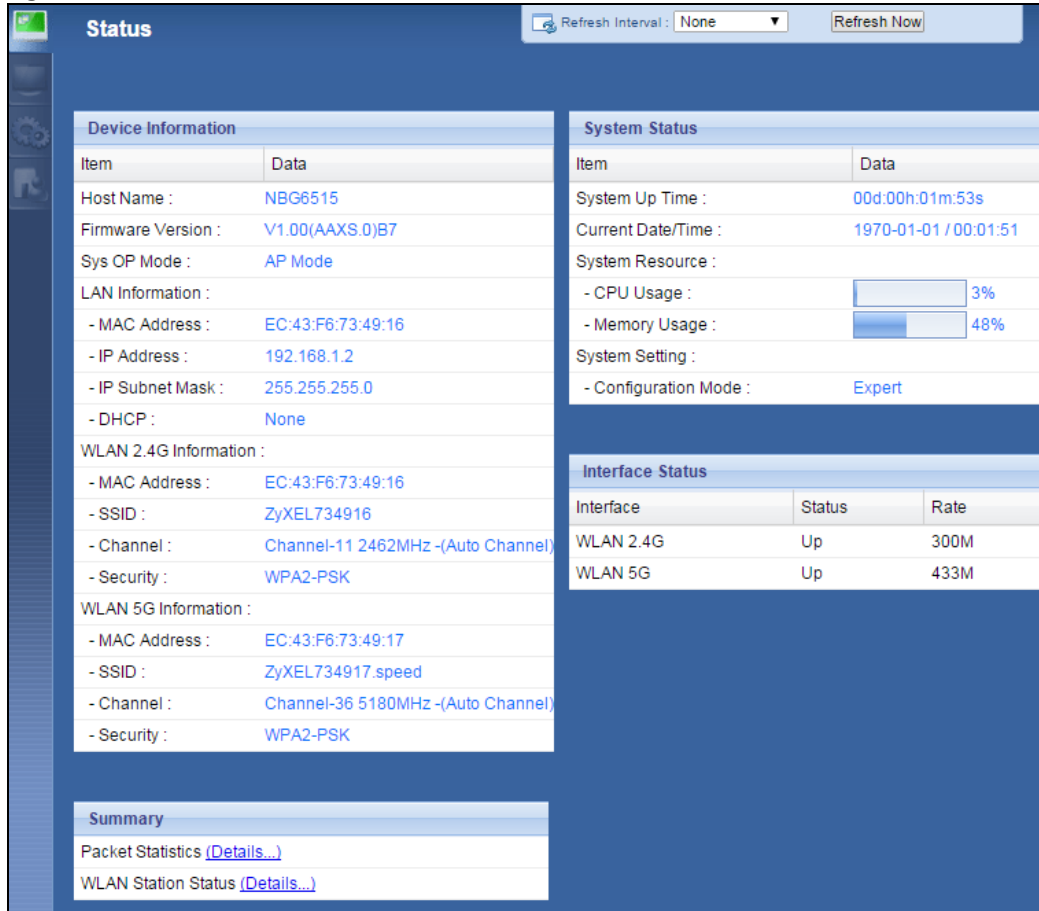 Status
Refresh Interval : None ▼ Refresh Now
Device Information
Item Data
Host Name : NBG6515
Firmware Version : V1.00(AAXS.0)B7
Sys OP Mode : AP Mode
LAN Information :
- MAC Address : EC:43:F6:73:49:16
- IP Address : 192.168.1.2
- IP Subnet Mask : 255.255.255.0
- DHCP : None
WLAN 2.4G Information :
- MAC Address : EC:43:F6:73:49:16
- SSID : ZyXEL734916
- Channel : Channel-11 2462MHz -(Auto Channel)
- Security : WPA2-PSK
WLAN 5G Information :
- MAC Address : EC:43:F6:73:49:17
- SSID : ZyXEL734917.speed
- Channel : Channel-36 5180MHz -(Auto Channel)
- Security : WPA2-PSK
Summary
Packet Statistics (Details...)
WLAN Station Status (Details...)
System Status
Item Data
System Up Time : 00d:00h:01m:53s
Current Date/Time : 1970-01-01 / 00:01:51
System Resource :
- CPU Usage : 3%
- Memory Usage : 48%
System Setting :
- Configuration Mode : Expert
Interface Status
Interface Status Rate
WLAN 2.4G Up 300M
WLAN 5G Up 433M